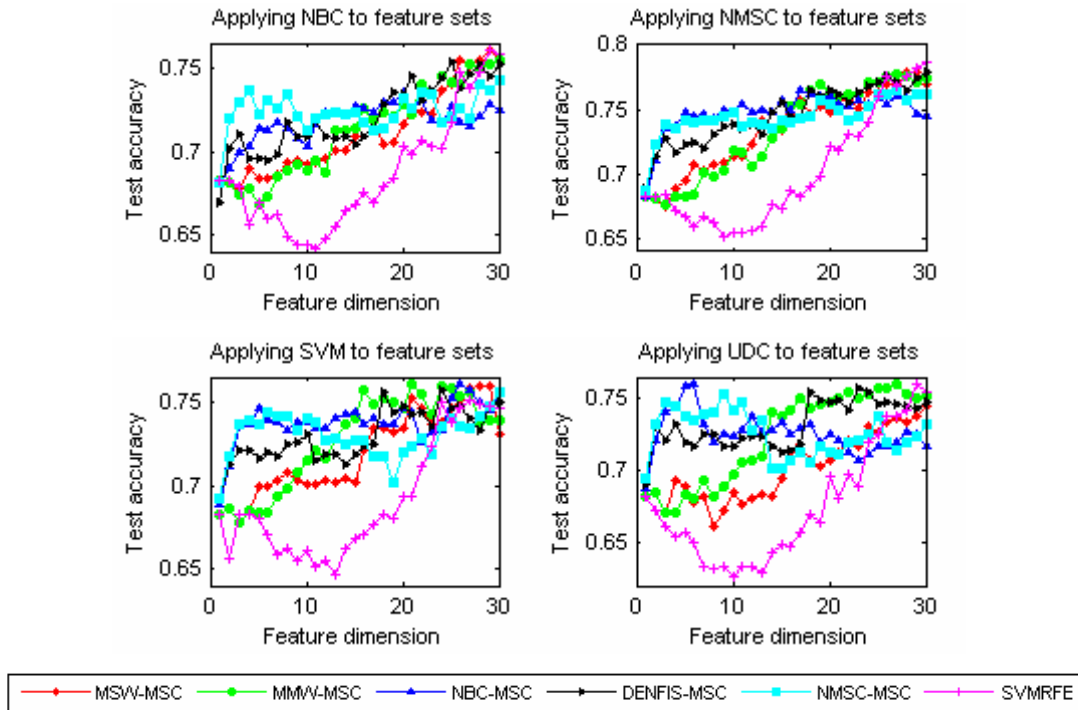 Applying NBC to feature sets
Applying NMSC to feature sets
0.75
0.7
0.65
Test accuracy
0 10 20 30
Feature dimension
0.8
0.75
0.7
0.65
Test accuracy
0 10 20 30
Feature dimension
Applying SVM to feature sets
Applying UDC to feature sets
0.75
0.7
0.65
Test accuracy
0 10 20 30
Feature dimension
0.75
0.7
0.65
Test accuracy
0 10 20 30
Feature dimension
MSW-MSC MMW-MSC NBC-MSC DENFIS-MSC NMSC-MSC SVMRFE